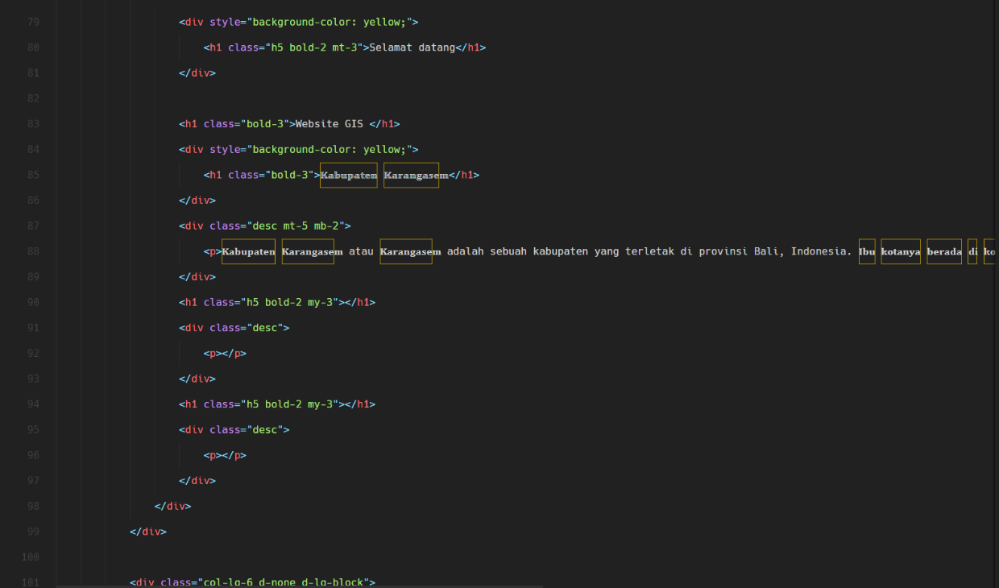 79 <div style="background-color: yellow;">
80 <h1 class="h5 bold-2 mt-3">Selamat datang</h1>
81 </div>
82
83 <h1 class="bold-3">Website GIS </h1>
84 <div style="background-color: yellow;">
85 <h1 class="bold-3">Kabupaten Karangasem</h1>
86 </div>
87 <div class="desc mt-5 mb-2">
88 <p>Kabupaten Karangasem atau Karangasem adalah sebuah kabupaten yang terletak di provinsi Bali, Indonesia. Ibu kotanya berada di
89 </div>
90 <h1 class="h5 bold-2 my-3"></h1>
91 <div class="desc">
92 <p></p>
93 </div>
94 <h1 class="h5 bold-2 my-3"></h1>
95 <div class="desc">
96 <p></p>
97 </div>
98 </div>
99 </div>
100
101 <div class="col-lg-6 d-none d-lg-block">